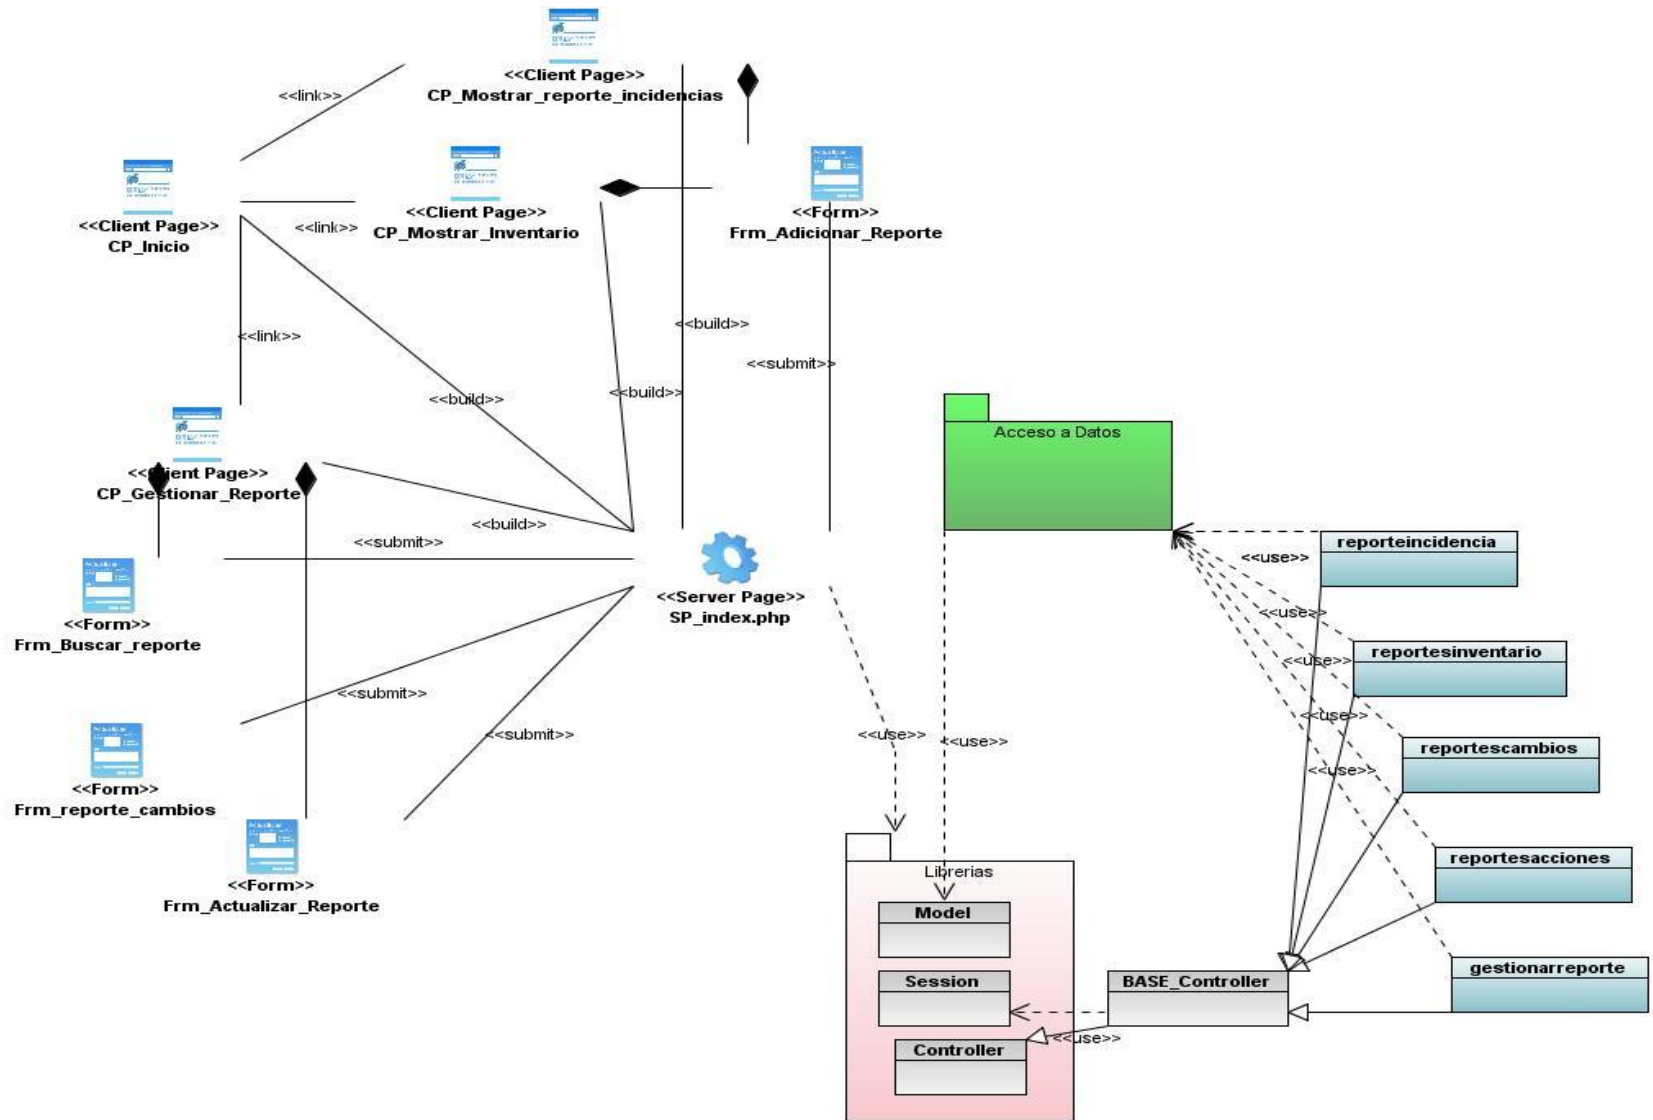 <<Client Page>>
CP_Mostrar_reporte_incidencias
<<link>>
<<Client Page>>
CP_Inicio
<<link>>
<<Client Page>>
CP_Mostrar_Inventario
<<Form>>
Frm_Adicionar_Reporte
<<link>>
<<build>>
<<build>>
<<build>>
<<submit>>
<<Client Page>>
CP_Gestionar_Reporte
<<build>>
<<submit>>
<<Form>>
Frm_Buscar_reporte
<<Server Page>>
SP_index.php
<<submit>>
<<submit>>
<<Form>>
Frm_reporte_cambios
<<Form>>
Frm_Actualizar_Reporte
Acceso a Datos
<<use>>
reporteincidencia
<<use>>
reportesinventario
<<use>>
<<use>>
reportescambios
<<use>>
<<use>>
<<use>>
reportesacciones
Librerias
Model
Session
Controller
BASE_Controller
<<use>>
gestionarreporte